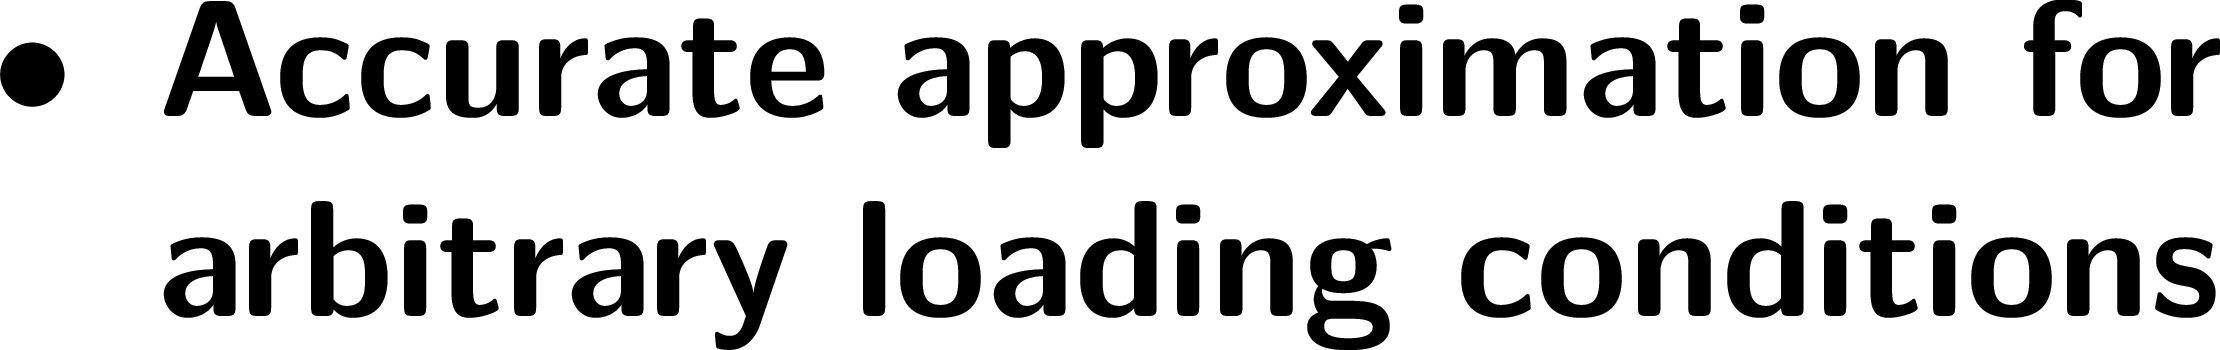 • Accurate approximation for
arbitrary loading conditions